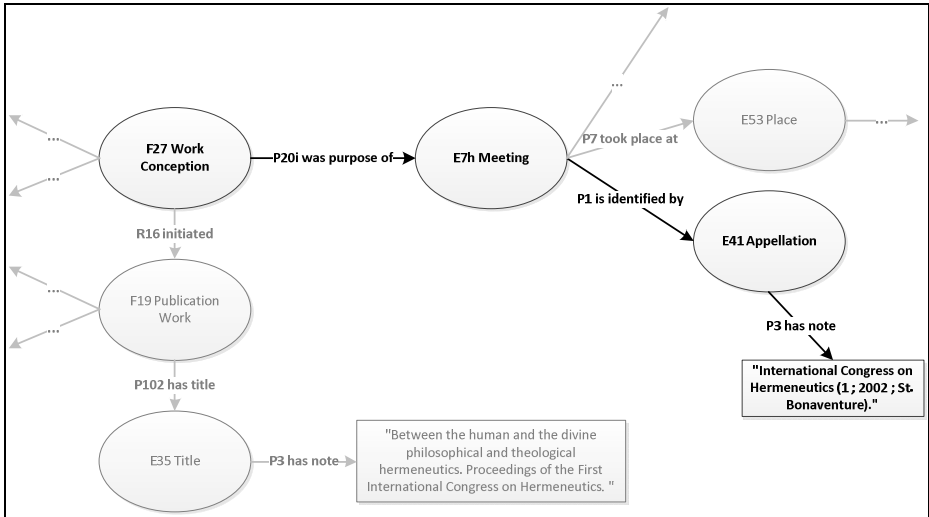 ...
...
F27 Work
Conception
P20i was purpose of
E7h Meeting
...
P7 took place at
E53 Place
...
P1 is identified by
E41 Appellation
P3 has note
"International Congress on
Hermeneutics (1 ; 2002 ; St.
Bonaventure)."
R16 initiated
...
...
F19 Publication
Work
P102 has title
E35 Title
P3 has note
"Between the human and the divine
philosophical and theological
hermeneutics. Proceedings of the First
International Congress on Hermeneutics. "